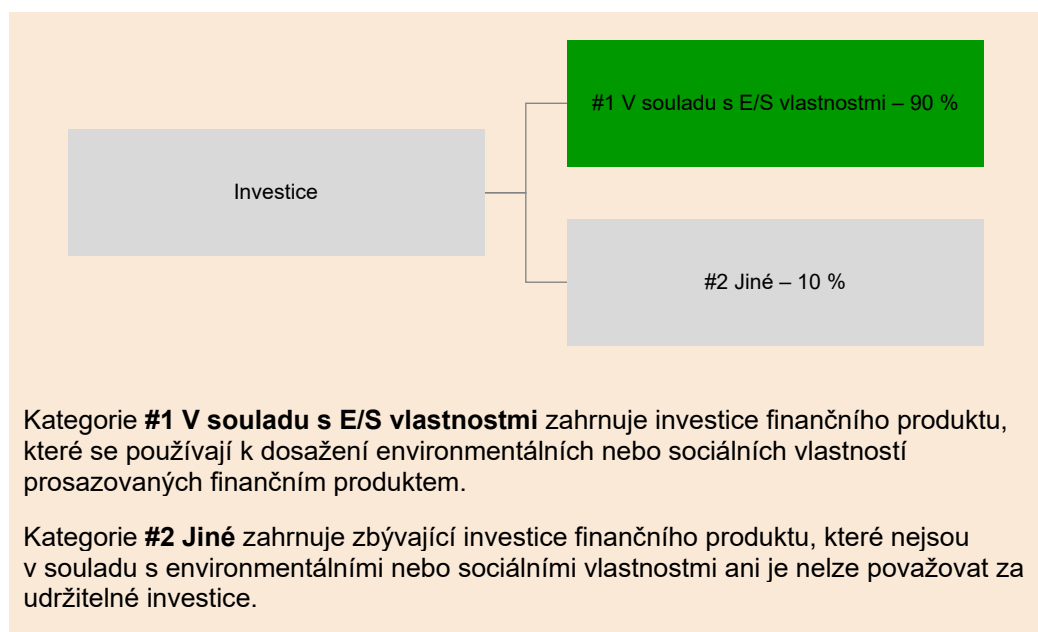 #1 V souladu s E/S vlastnostmi – 90 %
Investice
#2 Jiné – 10 %
Kategorie #1 V souladu s E/S vlastnostmi zahrnuje investice finančního produktu,
které se používají k dosažení environmentálních nebo sociálních vlastností
prosazovaných finančním produktem.
Kategorie #2 Jiné zahrnuje zbývající investice finančního produktu, které nejsou
v souladu s environmentálními nebo sociálními vlastnostmi ani je nelze považovat za
udržitelné investice.